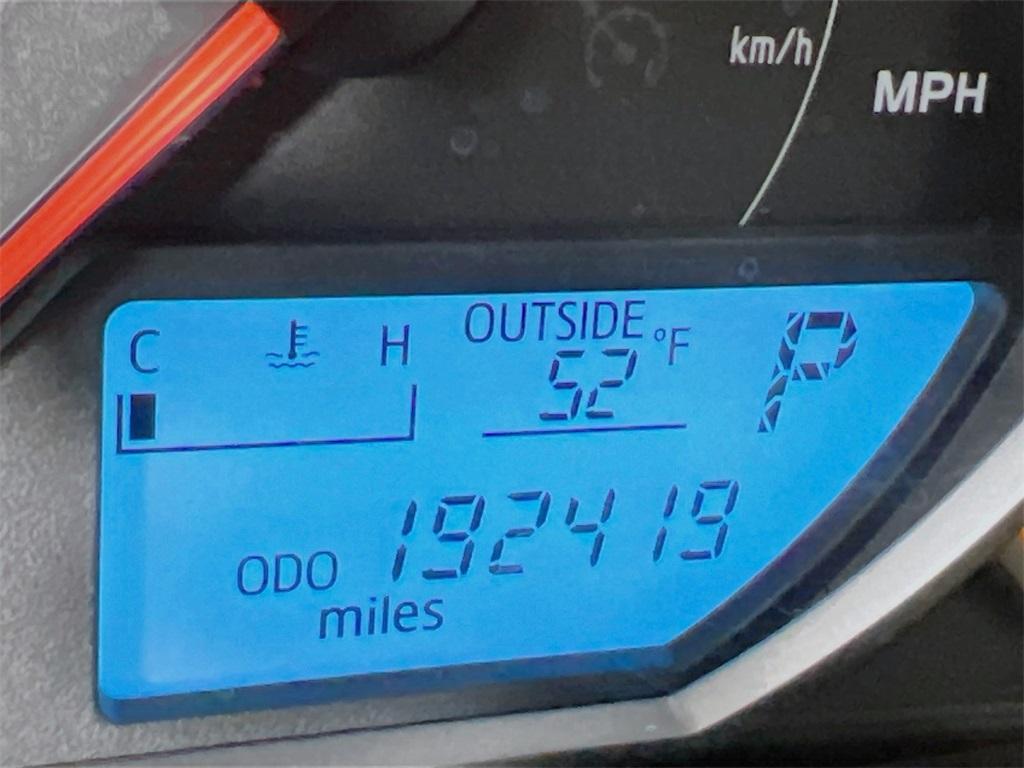 km/h
MPH
C H
OUTSIDE
°F
52
P
ODO 192419
miles